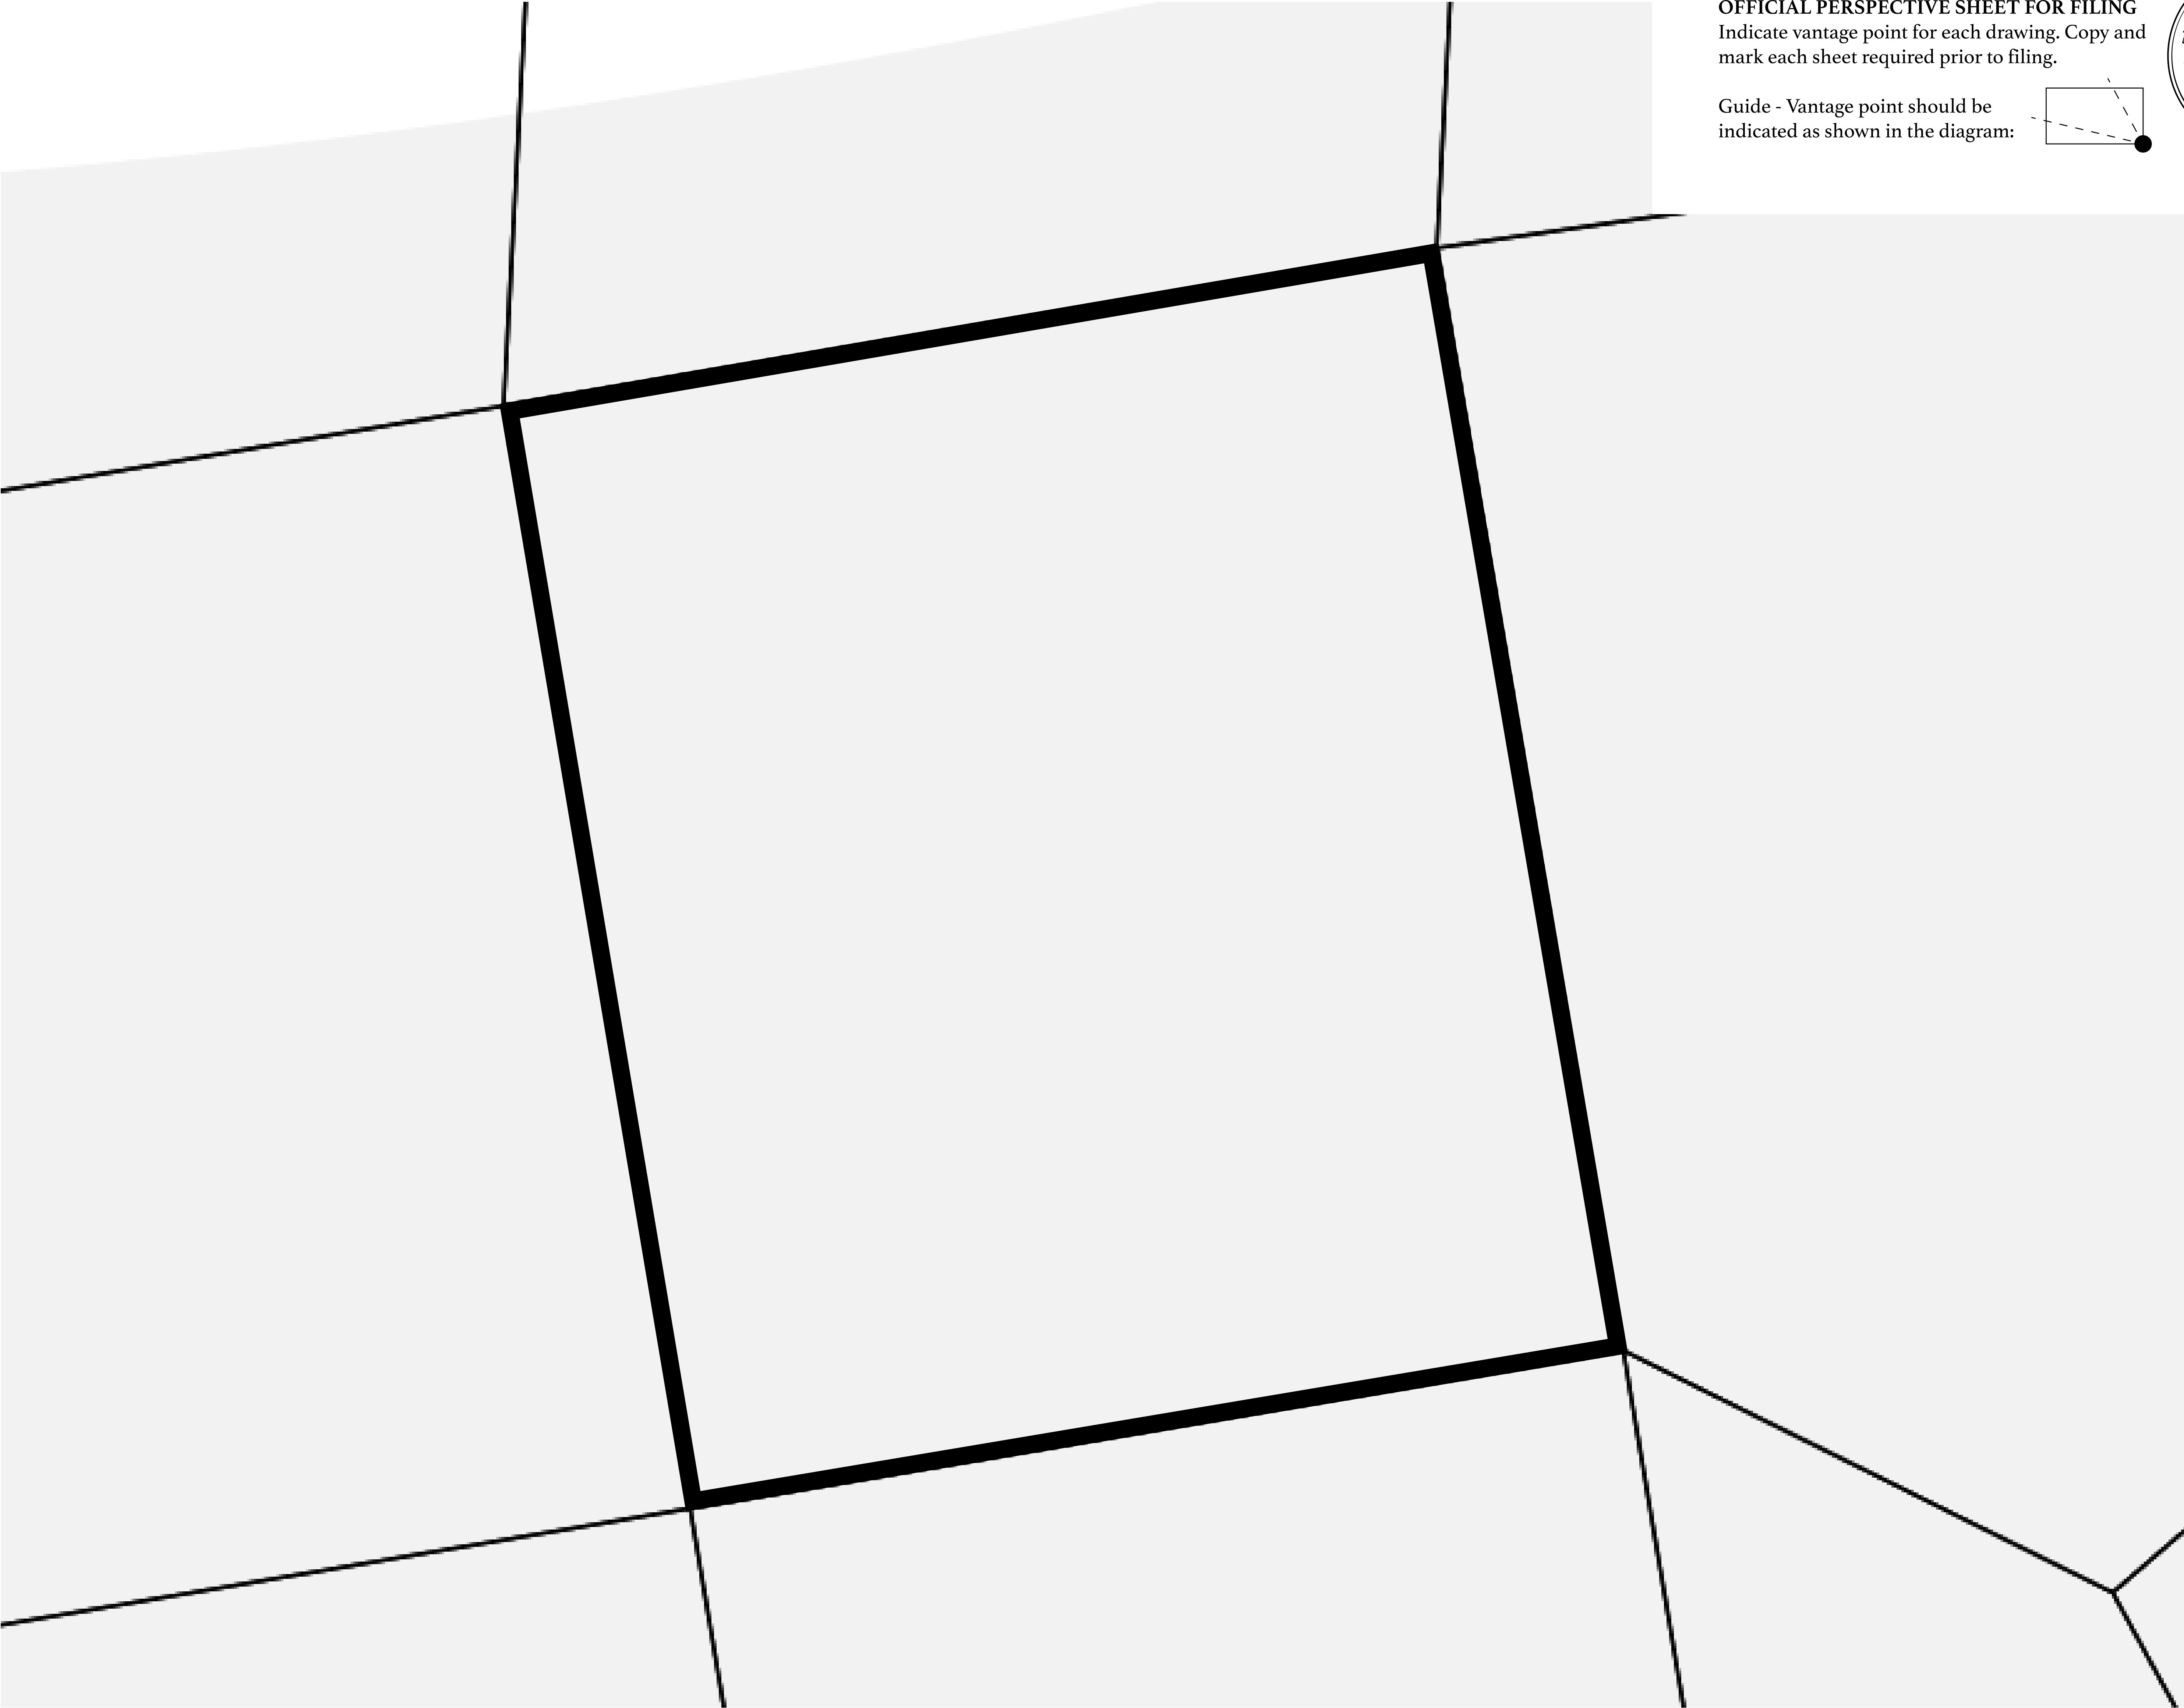 OFFICIAL PERSPECTIVE SHEET FOR FILING
Indicate vantage point for each drawing. Copy and
mark each sheet required prior to filing.
Guide - Vantage point should be
indicated as shown in the diagram: